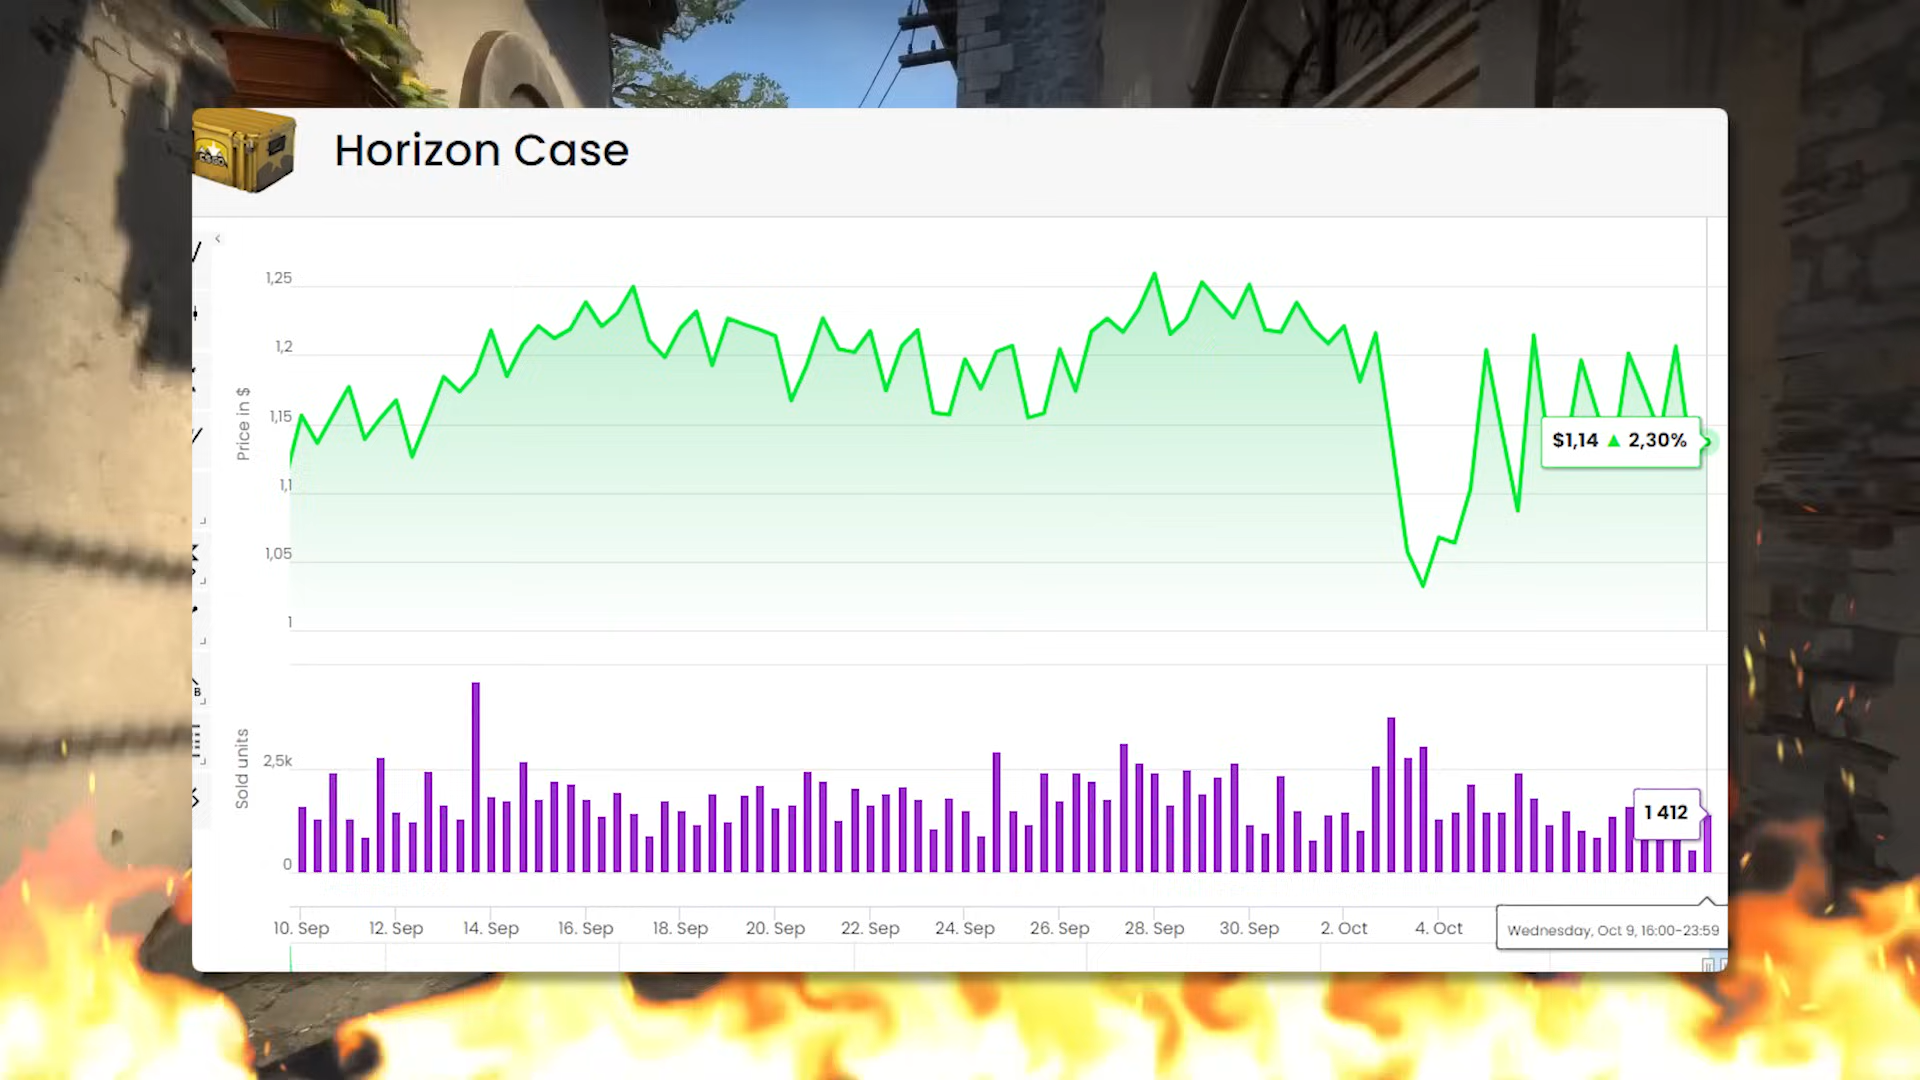 CS:GO
Horizon Case
1,25
1,2
1,15
1,1
1,05
1
Price in $
$1,14 ▲ 2,30%
2,5k
0
Sold units
1 412
10. Sep 12. Sep 14. Sep 16. Sep 18. Sep 20. Sep 22. Sep 24. Sep 26. Sep 28. Sep 30. Sep 2. Oct 4. Oct
Wednesday, Oct 9, 16:00-23:59
B